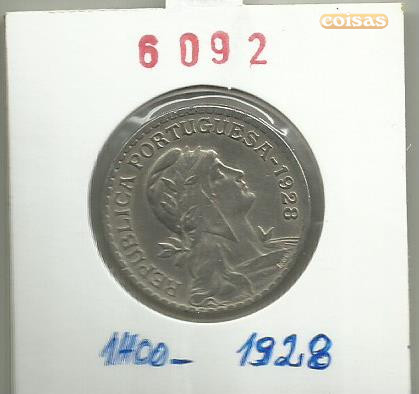 coisas
6092
REPUBLICA PORTUGUESA-1928
1$00- 1928